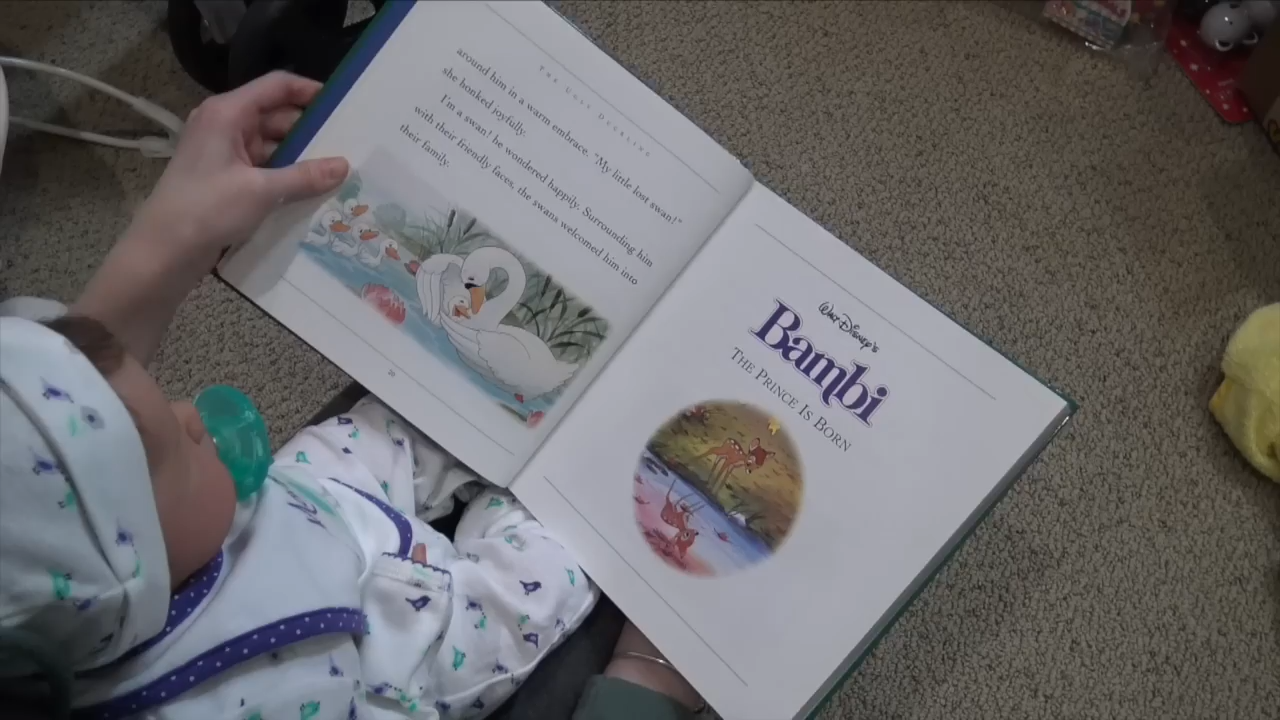 THE UGLY DUCKLING
around him in a warm embrace. "My little lost swan!"
she honked joyfully.
I'm a swan! he wondered happily. Surrounding him
with their friendly faces, the swans welcomed him into
their family.
WALT DISNEY'S
Bambi
THE PRINCE IS BORN